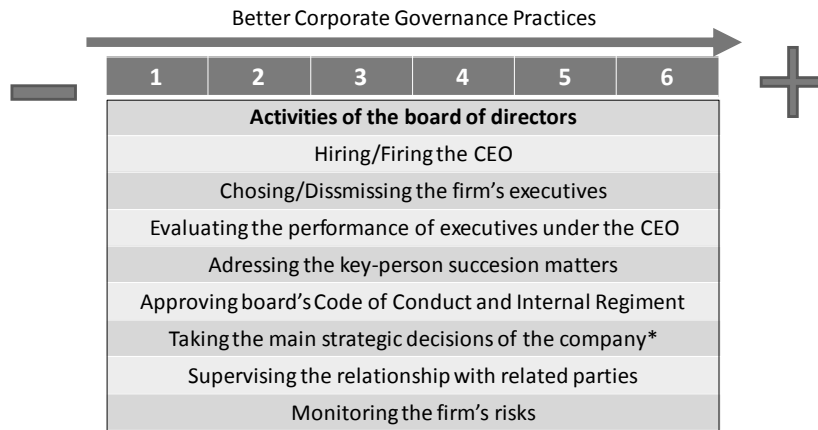 Better Corporate Governance Practices
1 2 3 4 5 6
Activities of the board of directors
Hiring/Firing the CEO
Chosing/Dissmissing the firm's executives
Evaluating the performance of executives under the CEO
Adressing the key-person succesion matters
Approving board's Code of Conduct and Internal Regiment
Taking the main strategic decisions of the company*
Supervising the relationship with related parties
Monitoring the firm's risks